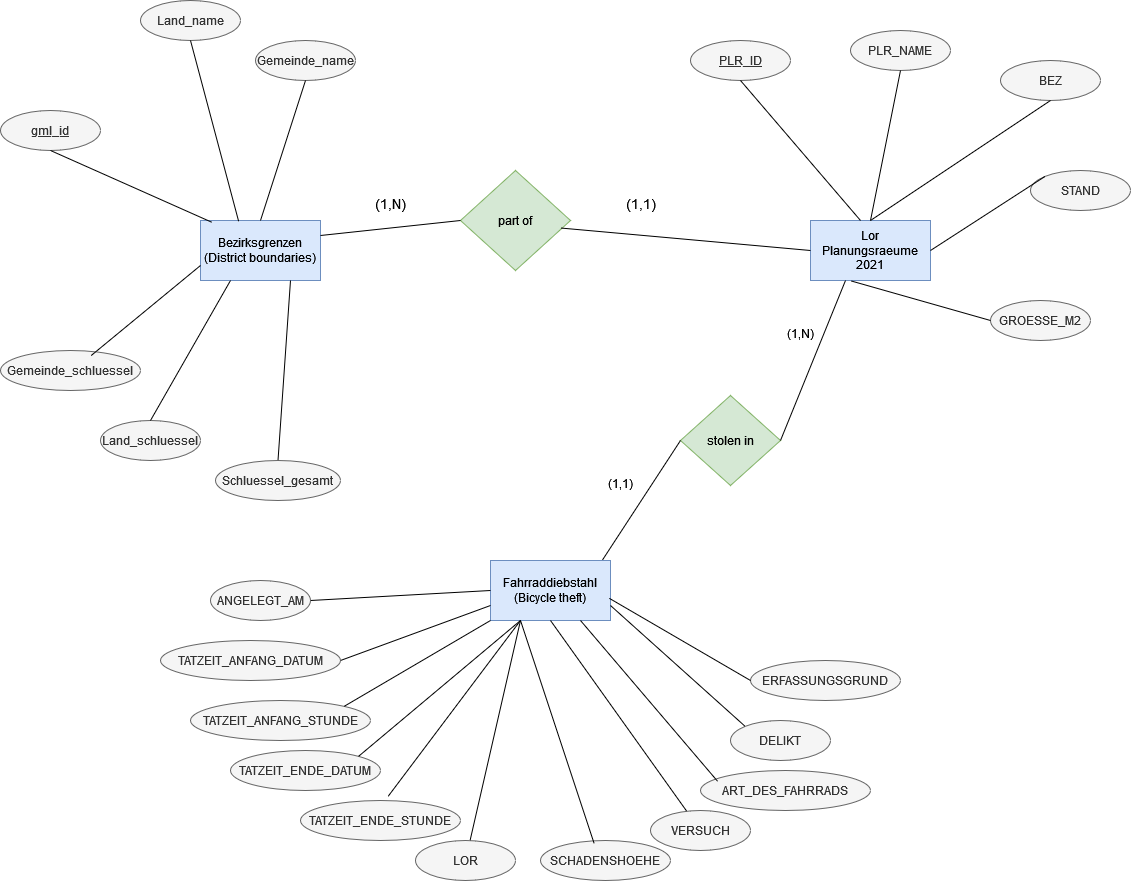 Land_name
Gemeinde_name
gml_id
PLR_ID
PLR_NAME
BEZ
STAND
(1,N)
part of
(1,1)
Bezirksgrenzen
(District boundaries)
Lor
Planungsraeume
2021
GROESSE_M2
(1,N)
Gemeinde_schluessel
Land_schluessel
Schluessel_gesamt
stolen in
(1,1)
Fahrraddiebstahl
(Bicycle theft)
ANGELEGT_AM
TATZEIT_ANFANG_DATUM
TATZEIT_ANFANG_STUNDE
TATZEIT_ENDE_DATUM
TATZEIT_ENDE_STUNDE
LOR
SCHADENSHOEHE
VERSUCH
ART_DES_FAHRRADS
DELIKT
ERFASSUNGSGRUND